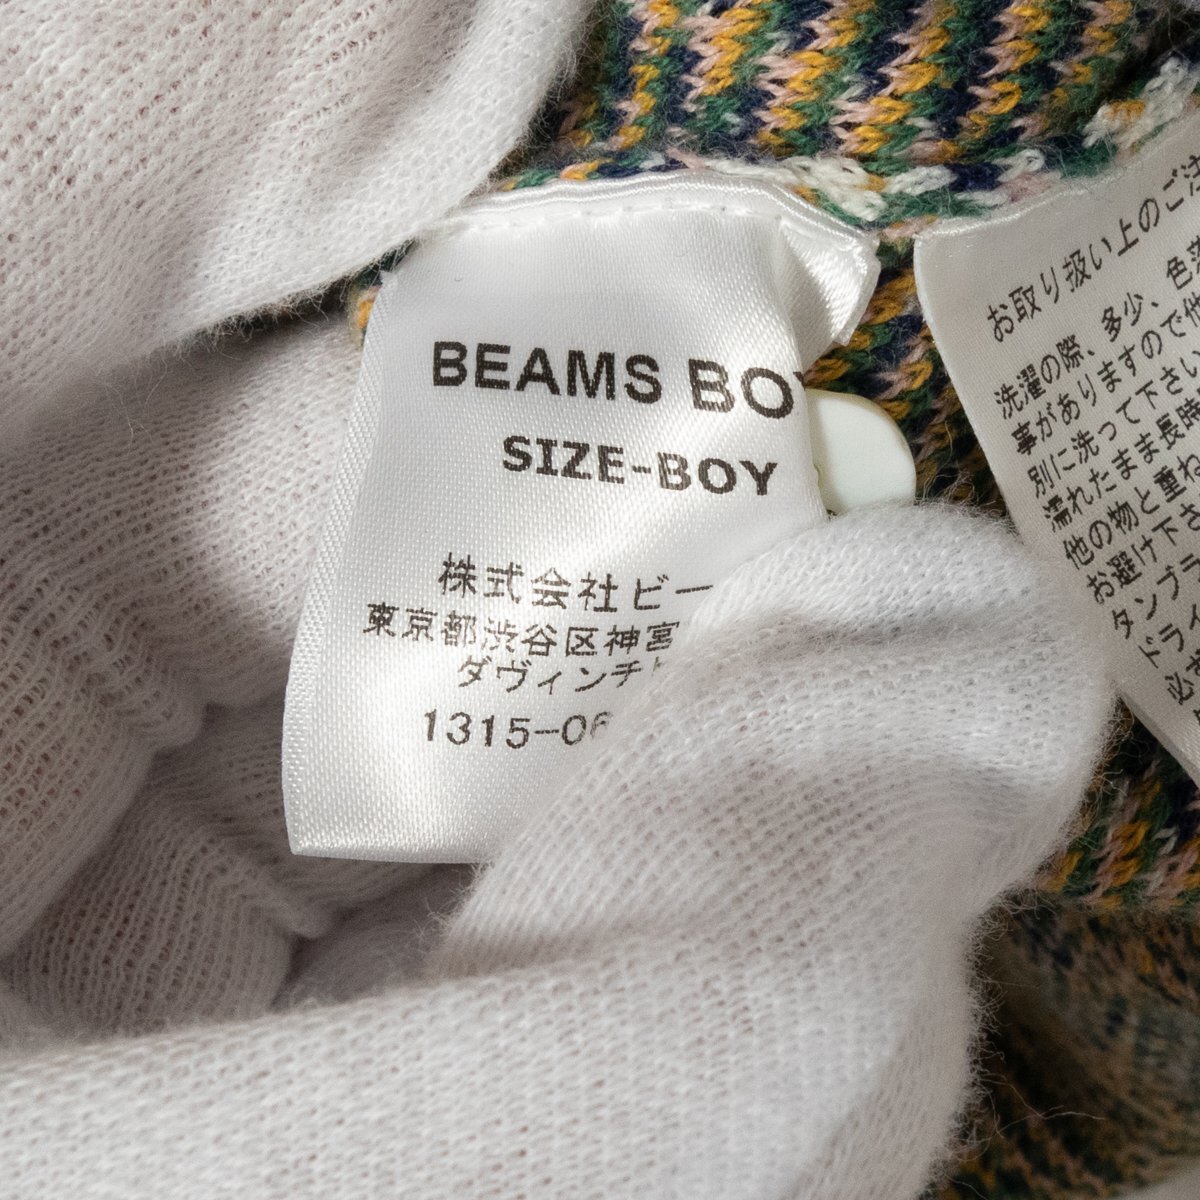 BEAMS BO
SIZE-BOY
株式会社ビー
東京都渋谷区神宮
ダヴィンチ
1315-06
お取り扱い上のご注
洗濯の際、多少、色落
事がありますので他
別に洗って下さい
濡れたまま長時
他の物と重ね
お避け下さ
タンブラ
ドライ
必ず